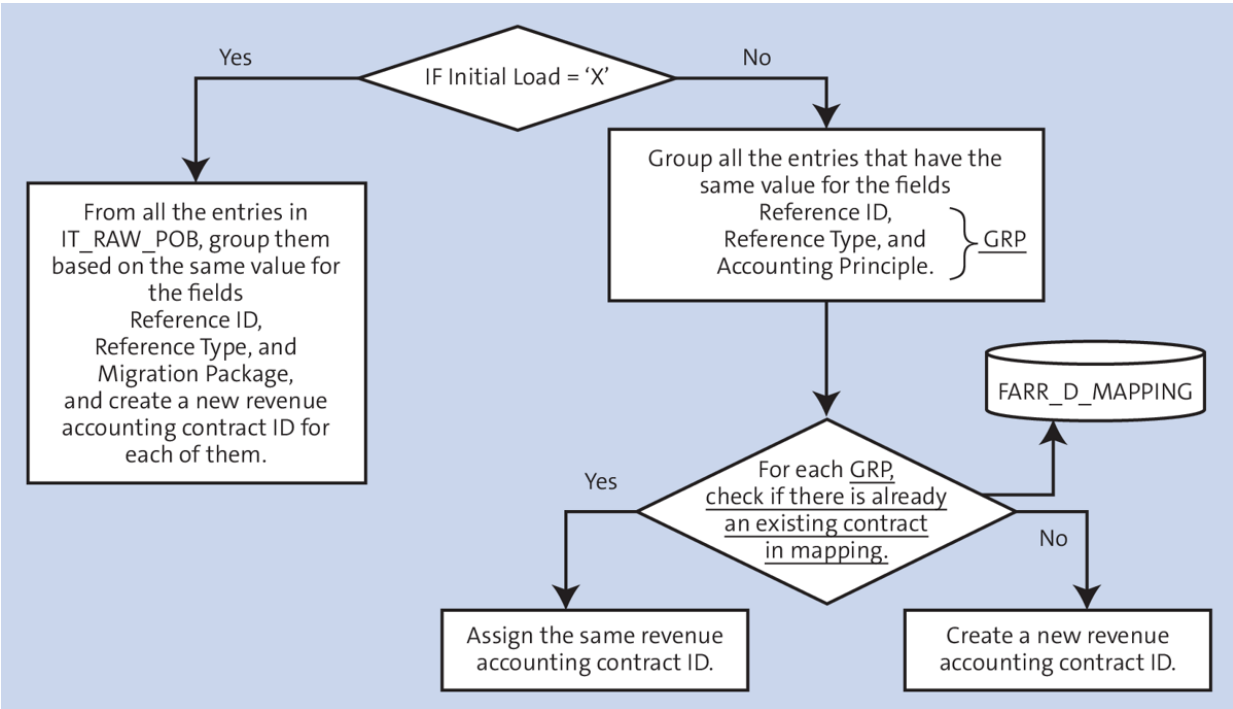 IF Initial Load = ‘X’
Yes
No
From all the entries in
IT_RAW_POB, group them
based on the same value for
the fields
Reference ID,
Reference Type, and
Migration Package,
and create a new revenue
accounting contract ID for
each of them.
Group all the entries that have the
same value for the fields
Reference ID,
Reference Type, and
Accounting Principle.
GRP
FARR_D_MAPPING
For each GRP,
check if there is already
an existing contract
in mapping.
Yes
No
Assign the same revenue
accounting contract ID.
Create a new revenue
accounting contract ID.